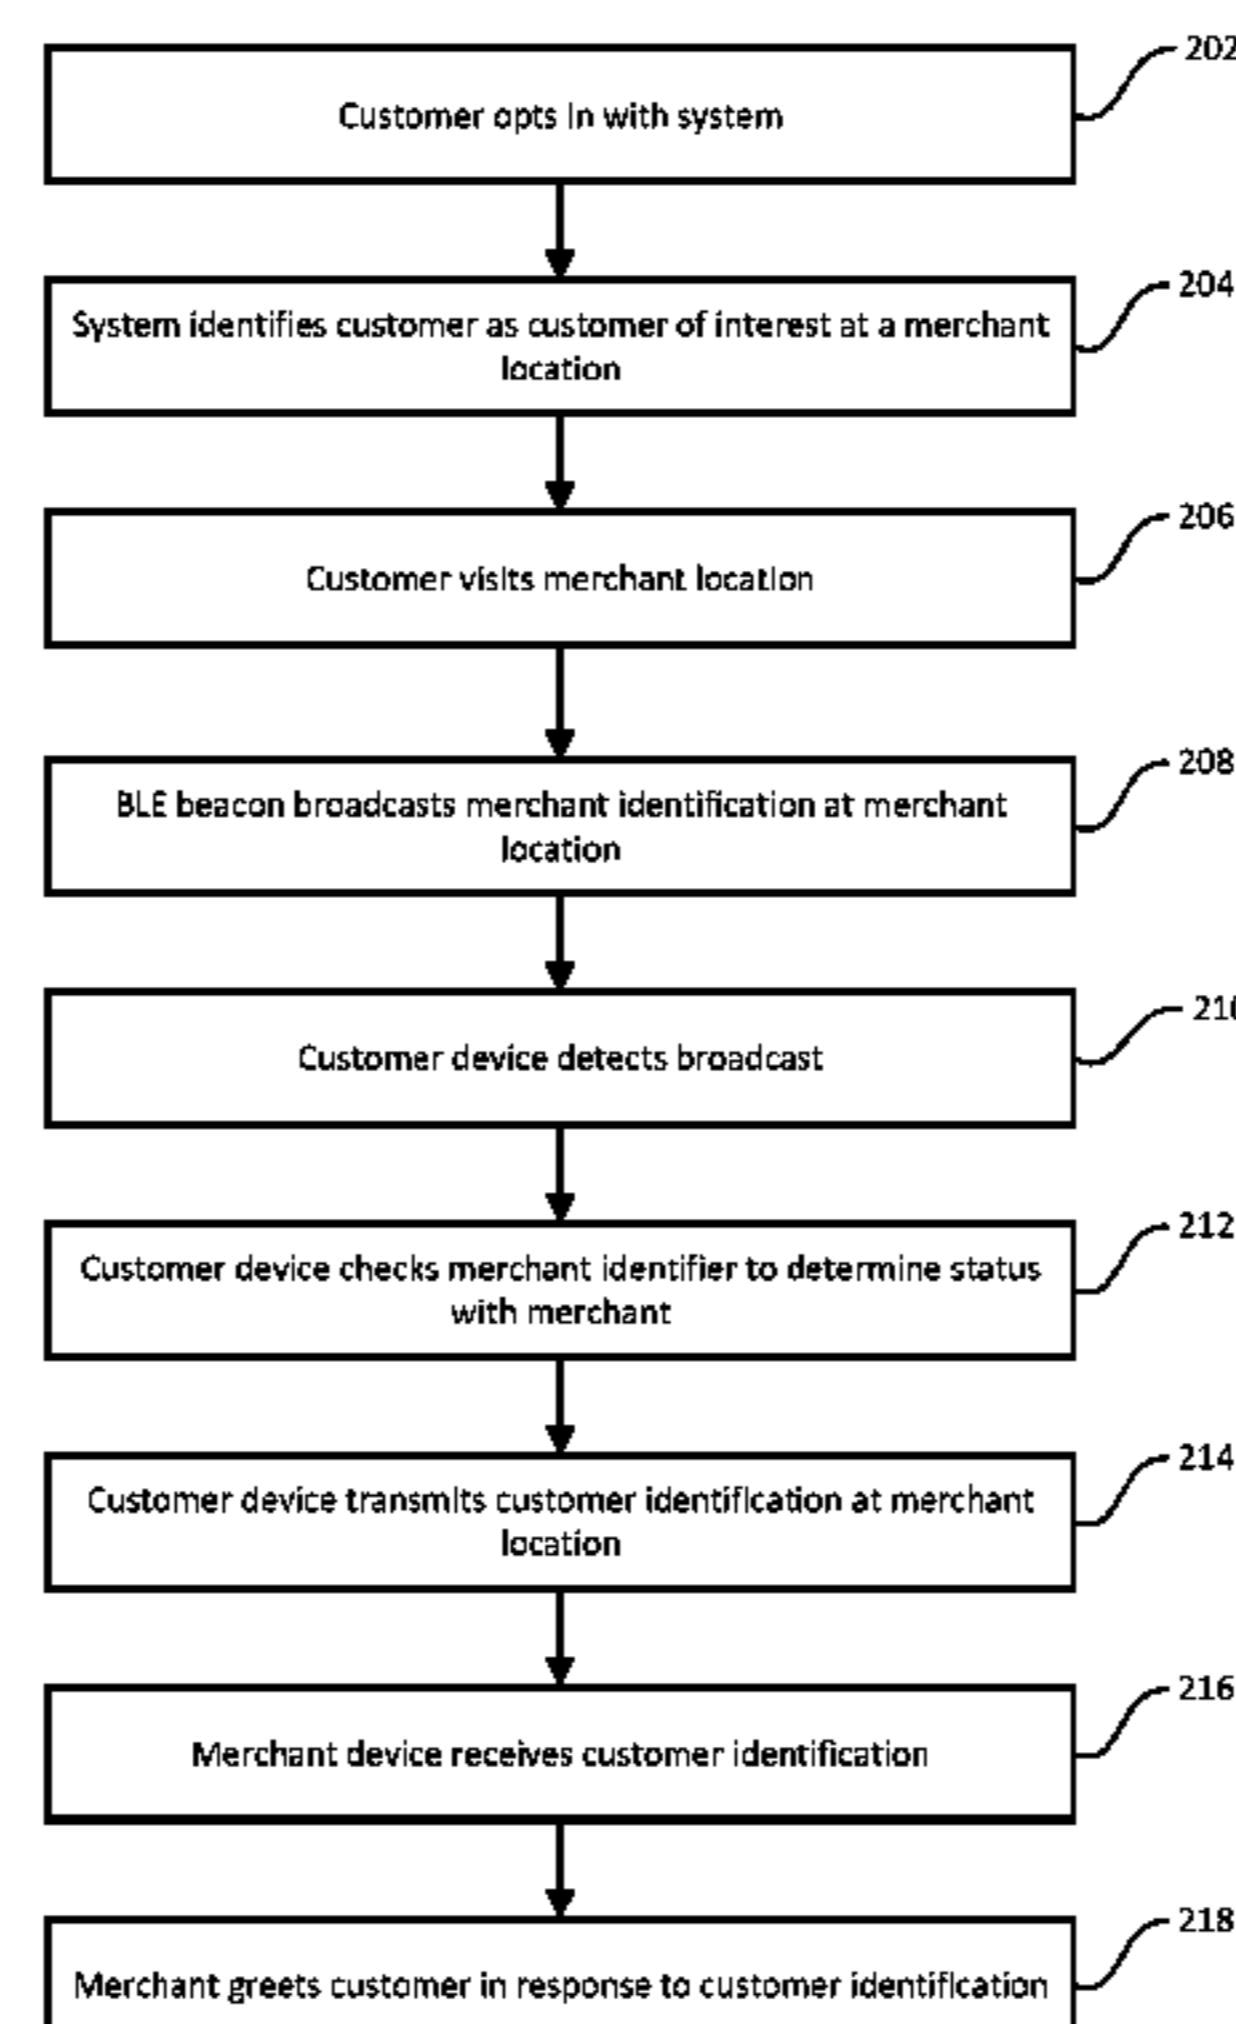 202
Customer opts in with system
204
System identifies customer as customer of interest at a merchant
location
206
Customer visits merchant location
208
BLE beacon broadcasts merchant identification at merchant
location
Customer device detects broadcast
212
Customer device checks merchant identifier to determine status
with merchant
214
Customer device transmits customer identification at merchant
location
216
Merchant device receives customer identification
218
Merchant greets customer in response to customer identification